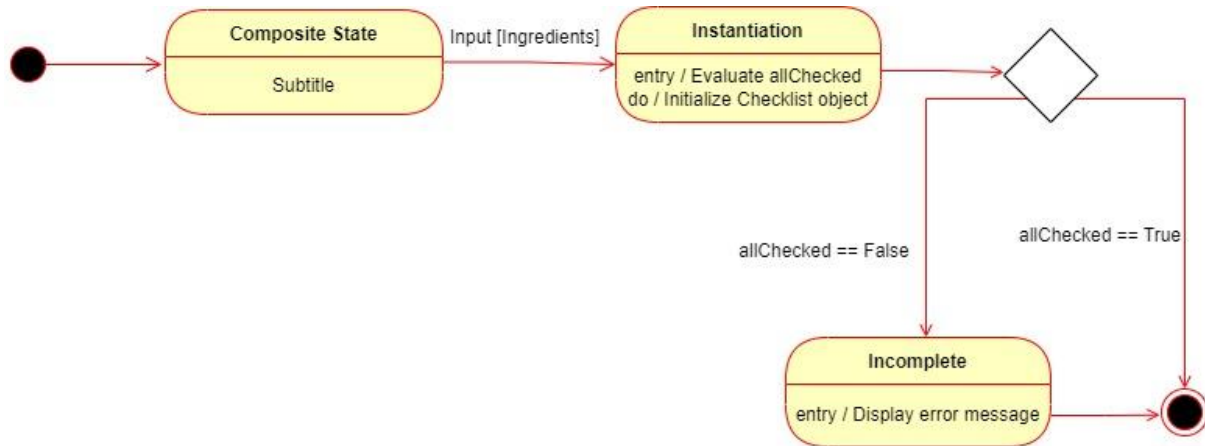 Composite State
Subtitle
Input [Ingredients]
Instantiation
entry / Evaluate allChecked
do / Initialize Checklist object
allChecked == False
allChecked == True
Incomplete
entry / Display error message